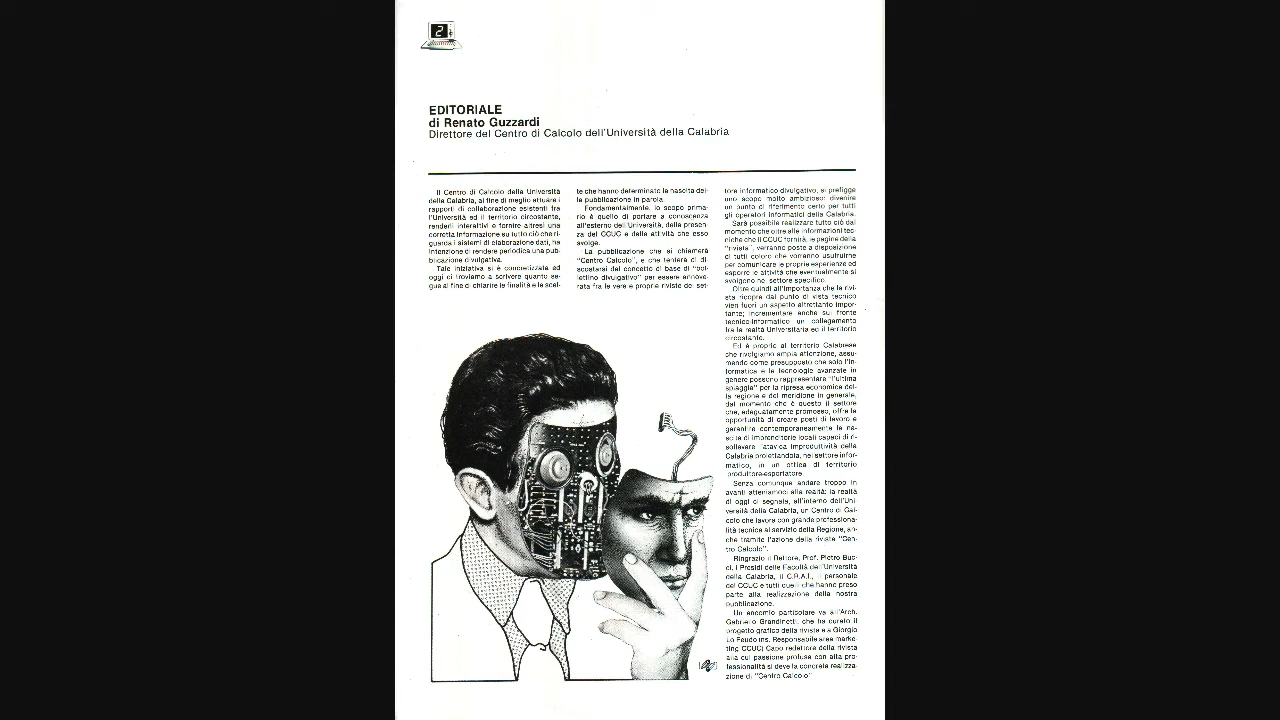 2
EDITORIALE
di Renato Guzzardi
Direttore del Centro di Calcolo dell'Università della Calabria
Il Centro di Calcolo della Università
della Calabria, al fine di meglio attuare i
rapporti di collaborazione esistenti fra
l'Università ed il territorio circostante,
renderli interattivi e fornire altresì una
corretta informazione su tutto ciò che ri-
guarda i sistemi di elaborazione dati, ha
intenzione di rendere periodica una pub-
blicazione divulgativa.
Tale iniziativa si è concretizzata ed
oggi ci troviamo a scrivere quanto se-
gue al fine di chiarire le finalità e le scel-
te che hanno determinato la nascita del-
la pubblicazione in parola.
Fondamentalmente, lo scopo prima-
rio è quello di portare a conoscenza
all'esterno dell'Università, della presen-
za del CCUC e delle attività che esso
svolge.
La pubblicazione che si chiamerà
"Centro Calcolo", e che tenterà di di-
scostarsi dal concetto di base di "bol-
lettino divulgativo" per essere annove-
rata fra le vere e proprie riviste del set-
tore informatico divulgativo, si prefigge
uno scopo molto ambizioso: divenire
un punto di riferimento certo per tutti
gli operatori informatici della Calabria.
Sarà possibile realizzare tutto ciò dal
momento che oltre alle informazioni tec-
niche che il CCUC fornirà, le pagine della
"rivista", verranno poste a disposizione
di tutti coloro che vorranno usufruirne
per comunicare le proprie esperienze ed
esporre le attività che eventualmente si
svolgono nel settore specifico.
Oltre quindi all'importanza che la rivi-
sta ricopre dal punto di vista tecnico
vien fuori un aspetto altrettanto impor-
tante; incrementare anche sul fronte
tecnico-informatico un collegamento
fra la realtà Universitaria ed il territorio
circostante.
Ed è proprio al territorio Calabrese
che rivolgiamo ampia attenzione, assu-
mendo come presupposto che solo l'in-
formatica e le tecnologie avanzate in
genere possono rappresentare "l'ultima
spiaggia" per la ripresa economica del-
la regione e del meridione in generale,
dal momento che è questo il settore
che, adeguatamente promosso, offre la
opportunità di creare posti di lavoro e
garantire contemporaneamente la na-
scita di imprenditorie locali capaci di ri-
sollevare l'atavica improduttività della
Calabria proiettandola, nel settore infor-
matico, in un ottica di territorio
produttore-esportatore.
Senza comunque andare troppo in
avanti atteniamoci alla realtà: la realtà
di oggi ci segnala, all'interno dell'Uni-
versità della Calabria, un Centro di Cal-
colo che lavora con grande professiona-
lità tecnica al servizio della Regione, an-
che tramite l'azione della rivista "Cen-
tro Calcolo".
Ringrazio il Rettore, Prof. Pietro Buc-
ci, i Presidi delle Facoltà dell'Università
della Calabria, il C.R.A.I., il personale
del CCUC e tutti quelli che hanno preso
parte alla realizzazione della nostra
pubblicazione.
Un encomio particolare va all'Arch.
Gabriello Grandinetti, che ha curato il
progetto grafico della rivista e a Giorgio
Lo Feudo ins. Responsabile area marke-
ting CCUC) Capo redattore della rivista
alla cui passione profusa con alta pro-
fessionalità si deve la concreta realizza-
zione di "Centro Calcolo"